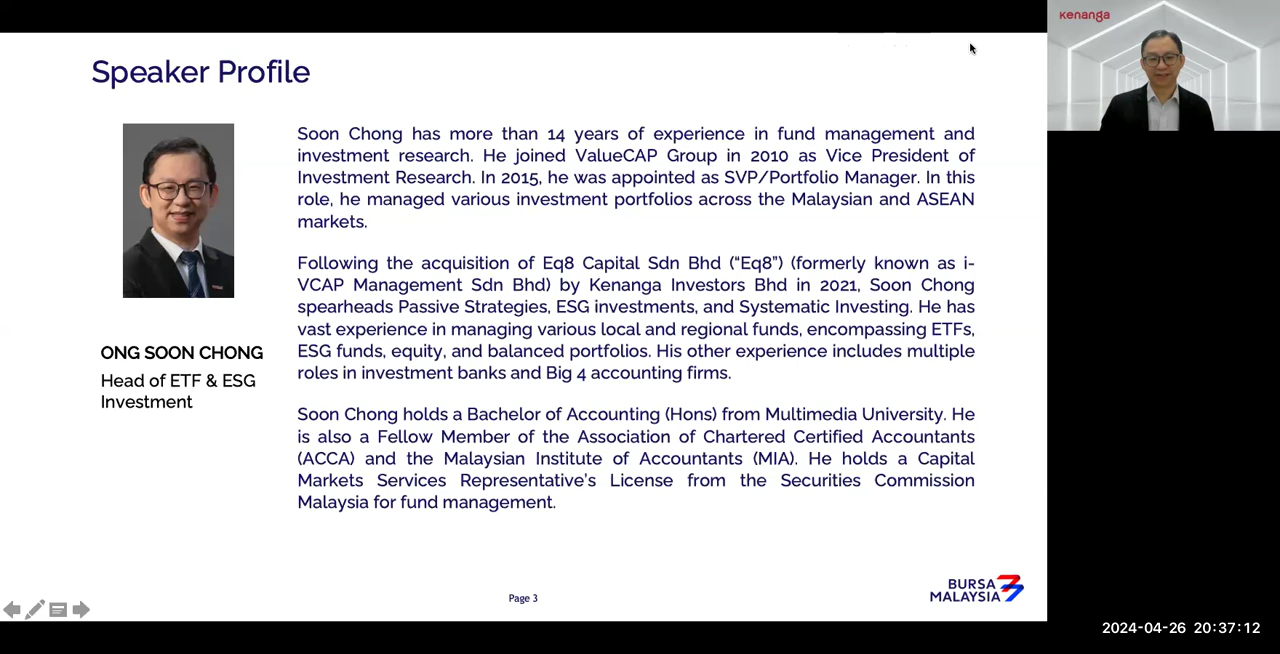 Speaker Profile
Soon Chong has more than 14 years of experience in fund management and
investment research. He joined ValueCAP Group in 2010 as Vice President of
Investment Research. In 2015, he was appointed as SVP/Portfolio Manager. In this
role, he managed various investment portfolios across the Malaysian and ASEAN
markets.
Following the acquisition of Eq8 Capital Sdn Bhd (“Eq8”) (formerly known as i-
VCAP Management Sdn Bhd) by Kenanga Investors Bhd in 2021, Soon Chong
spearheads Passive Strategies, ESG investments, and Systematic Investing. He has
vast experience in managing various local and regional funds, encompassing ETFs,
ESG funds, equity, and balanced portfolios. His other experience includes multiple
roles in investment banks and Big 4 accounting firms.
Soon Chong holds a Bachelor of Accounting (Hons) from Multimedia University. He
is also a Fellow Member of the Association of Chartered Certified Accountants
(ACCA) and the Malaysian Institute of Accountants (MIA). He holds a Capital
Markets Services Representative’s License from the Securities Commission
Malaysia for fund management.
ONG SOON CHONG
Head of ETF & ESG
Investment
Page 3
BURSA
MALAYSIA
kenanga
2024-04-26 20:37:12